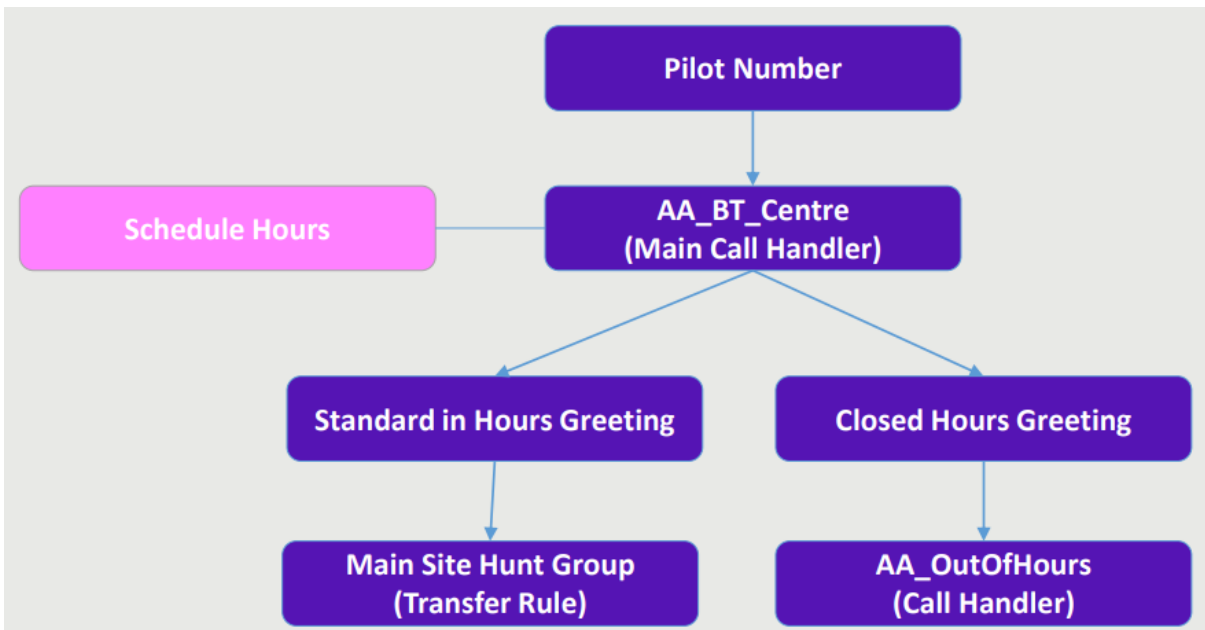 Pilot Number
Schedule Hours
AA_BT_Centre
(Main Call Handler)
Standard in Hours Greeting
Closed Hours Greeting
Main Site Hunt Group
(Transfer Rule)
AA_OutOfHours
(Call Handler)